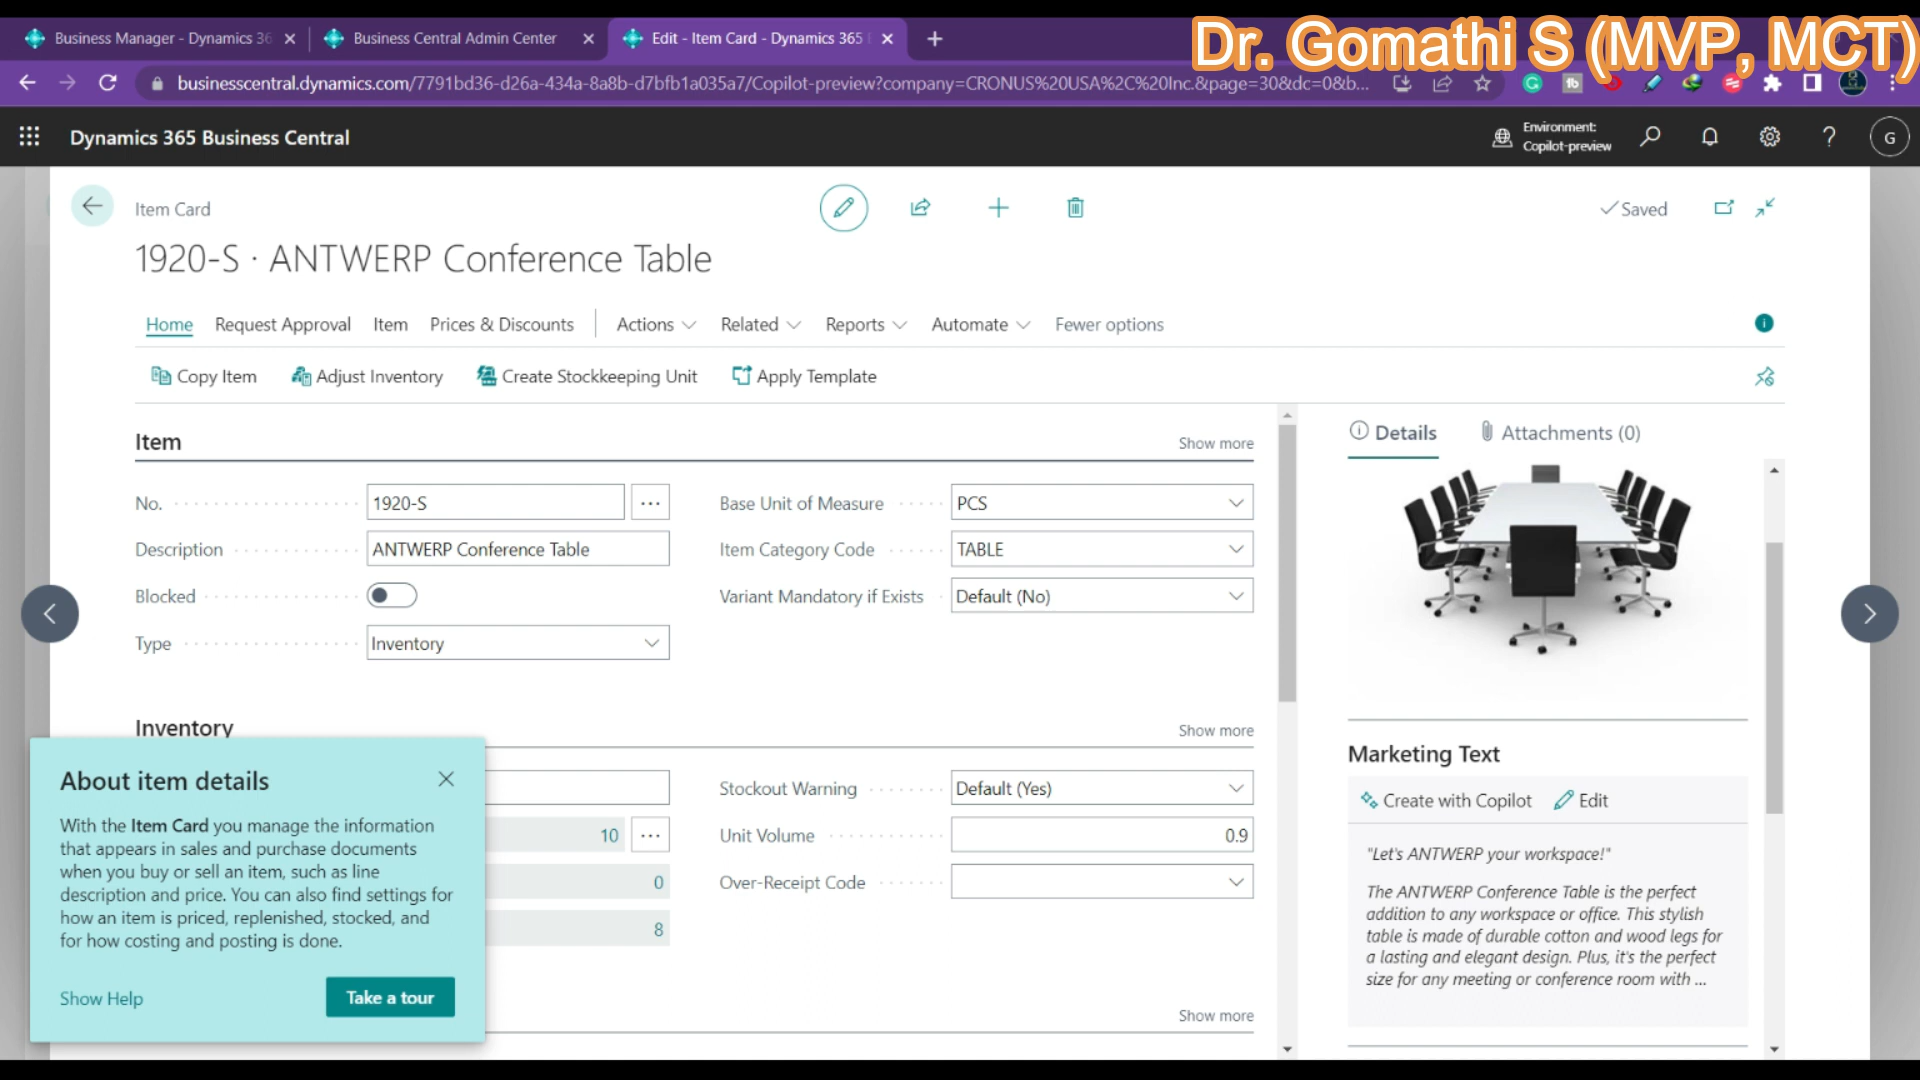 Business Manager - Dynamics 36
Business Central Admin Center
Edit - Item Card - Dynamics 365
Dr. Gomathi S (MVP, MCT)
businesscentral.dynamics.com/7791bd36-d26a-434a-8a8b-d7bfb1a035a7/Copilot-preview?company=CRONUS%20USA%2C%20Inc.&page=30&dc=0&b...
Dynamics 365 Business Central
Environment:
Copilot-preview
G
Item Card
Saved
1920-S · ANTWERP Conference Table
Home Request Approval Item Prices & Discounts Actions Related Reports Automate Fewer options
Copy Item Adjust Inventory Create Stockkeeping Unit Apply Template
Item Show more
Details Attachments (0)
No. 1920-S ... Base Unit of Measure PCS
Description ANTWERP Conference Table Item Category Code TABLE
Blocked Variant Mandatory if Exists Default (No)
Type Inventory
Inventory Show more
Stockout Warning Default (Yes)
10 ... Unit Volume 0.9
0 Over-Receipt Code
8
Show more
About item details
With the Item Card you manage the information
that appears in sales and purchase documents
when you buy or sell an item, such as line
description and price. You can also find settings for
how an item is priced, replenished, stocked, and
for how costing and posting is done.
Show Help Take a tour
Marketing Text
Create with Copilot Edit
"Let's ANTWERP your workspace!"
The ANTWERP Conference Table is the perfect
addition to any workspace or office. This stylish
table is made of durable cotton and wood legs for
a lasting and elegant design. Plus, it's the perfect
size for any meeting or conference room with ...